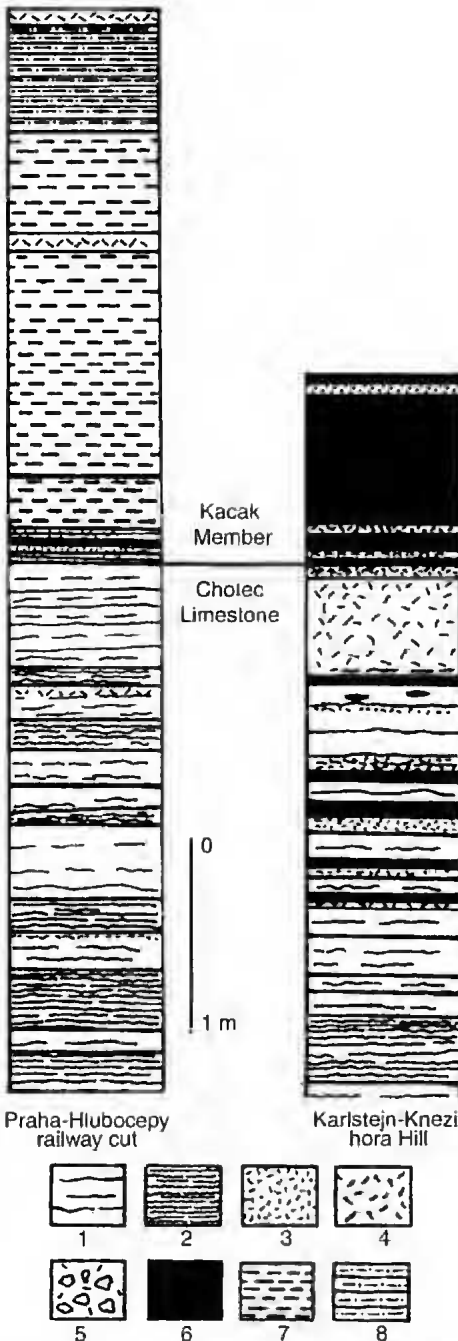 Kacak
Member
Chotec
Limestone
0
1 m
Praha-Hlubocepy
railway cut
Karlstejn-Knezi
hora Hill
1
2
3
4
5
6
7
8